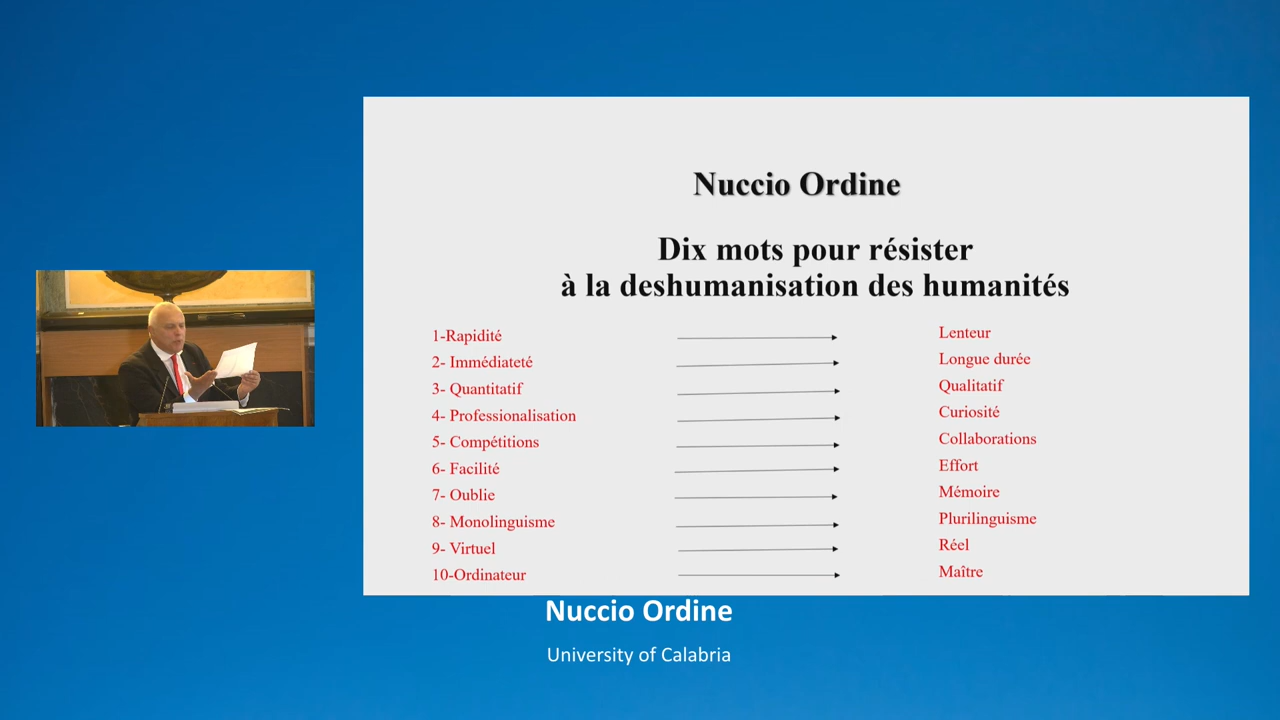 Nuccio Ordine
Dix mots pour résister
à la deshumanisation des humanités
1-Rapidité Lenteur
2- Immédiateté Longue durée
3- Quantitatif Qualitatif
4- Professionalisation Curiosité
5- Compétitions Collaborations
6- Facilité Effort
7- Oublie Mémoire
8- Monolinguisme Plurilinguisme
9- Virtuel Réel
10-Ordinateur Maître
Nuccio Ordine
University of Calabria